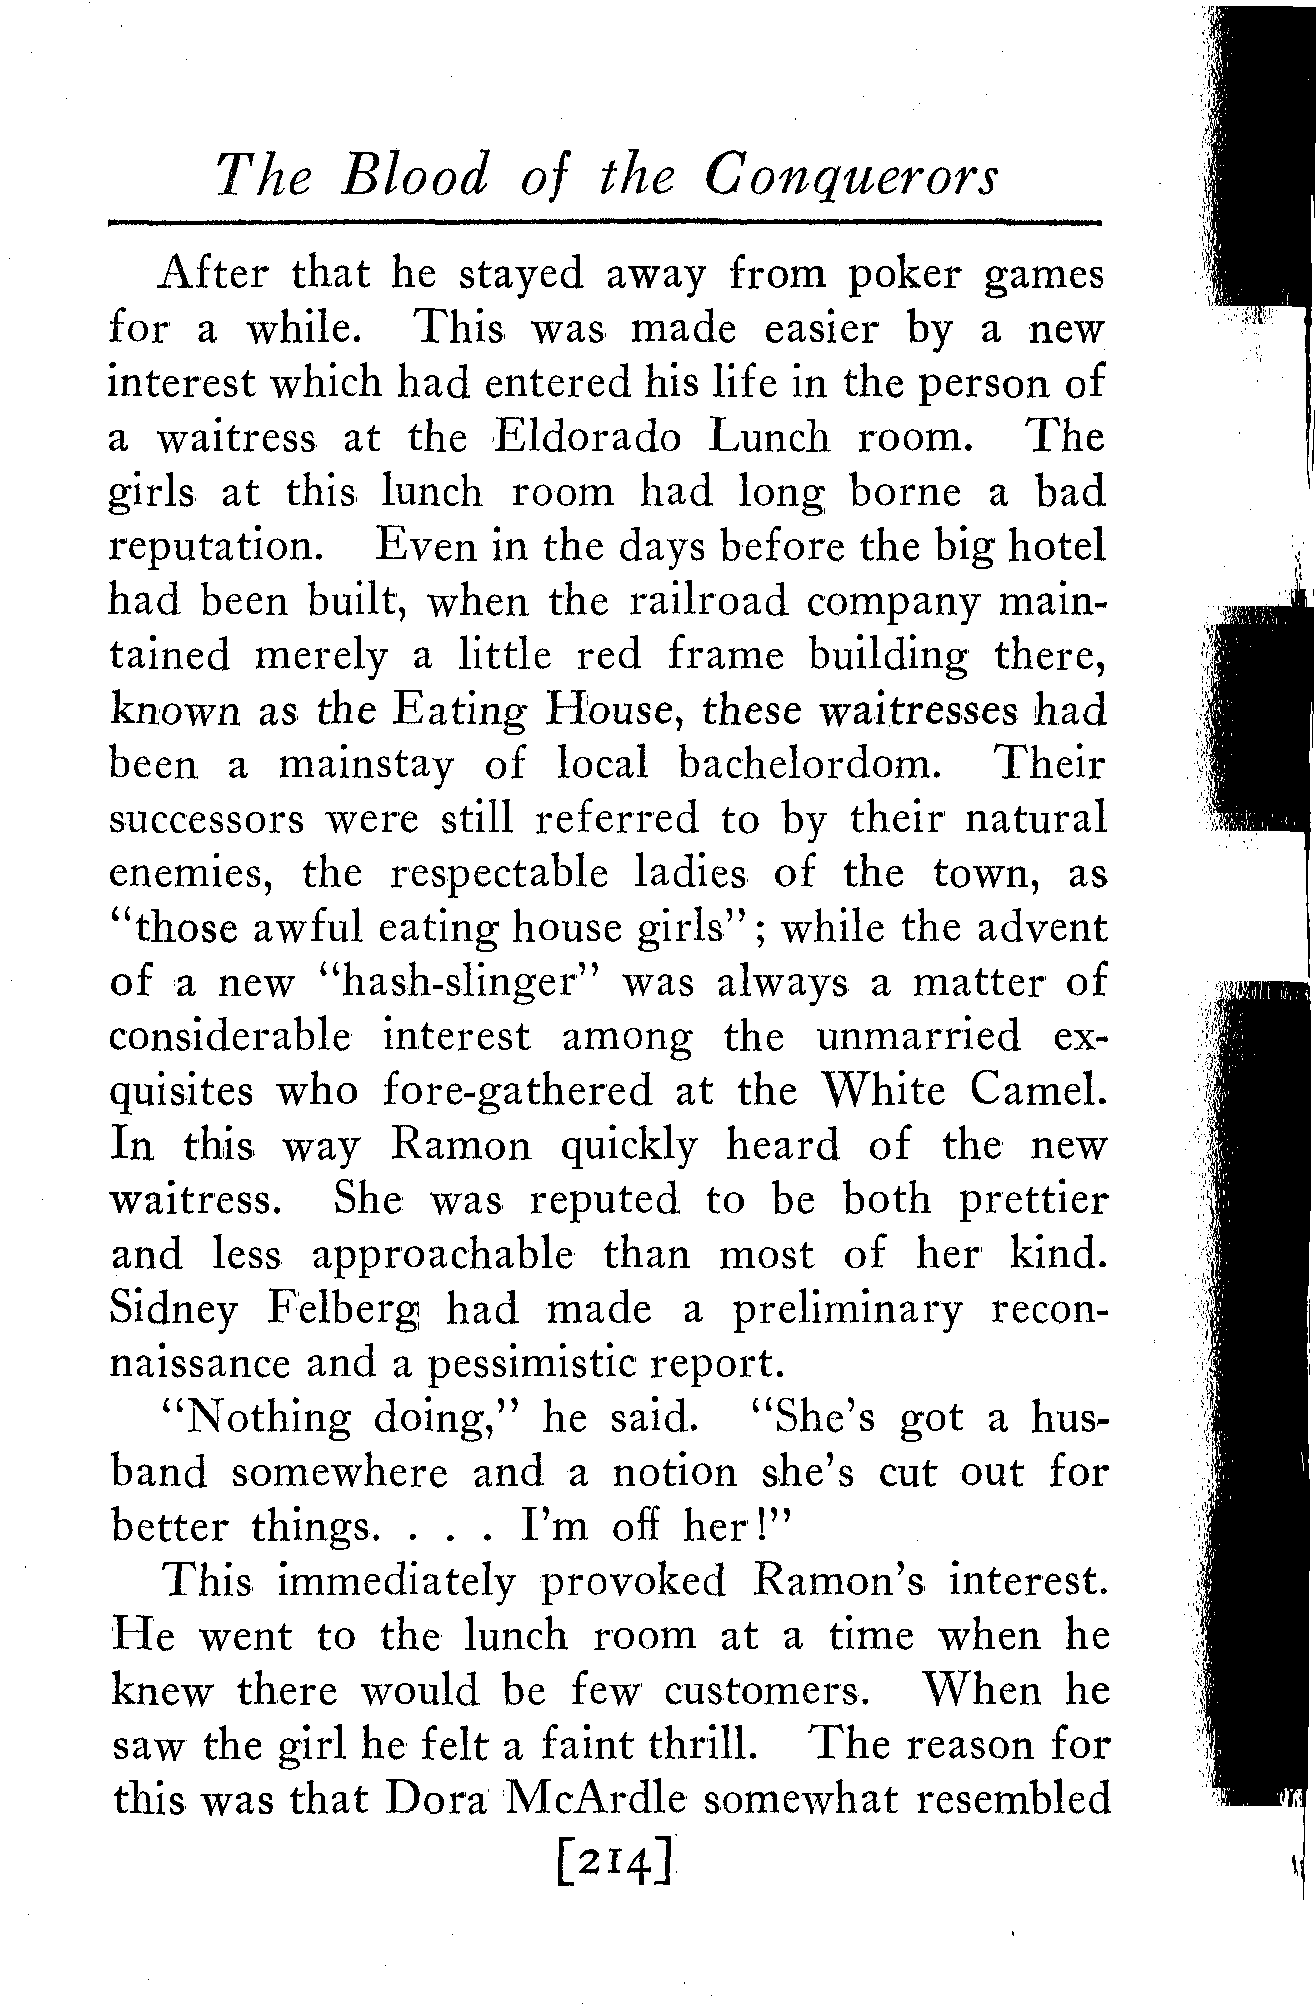 The Blood of the Conquerors
After that he stayed away from poker games
for a while. This was made easier by a new
interest which had entered his life in the person of
a waitress at the Eldorado Lunch room. The
girls at this lunch room had long borne a bad
reputation. Even in the days before the big hotel
had been built, when the railroad company main-
tained merely a little red frame building there,
known as the Eating House, these waitresses had
been a mainstay of local bachelordom. Their
successors were still referred to by their natural
enemies, the respectable ladies of the town, as
“those awful eating house girls”; while the advent
of a new “hash-slinger” was always a matter of
considerable interest among the unmarried ex-
quisites who fore-gathered at the White Camel.
In this way Ramon quickly heard of the new
waitress. She was reputed to be both prettier
and less approachable than most of her kind.
Sidney Felberg had made a preliminary recon-
naissance and a pessimistic report.
“Nothing doing,” he said. “She’s got a hus-
band somewhere and a notion she’s cut out for
better things. . . . I’m off her!”
This immediately provoked Ramon’s interest.
He went to the lunch room at a time when he
knew there would be few customers. When he
saw the girl he felt a faint thrill. The reason for
this was that Dora McArdle somewhat resembled
[214]